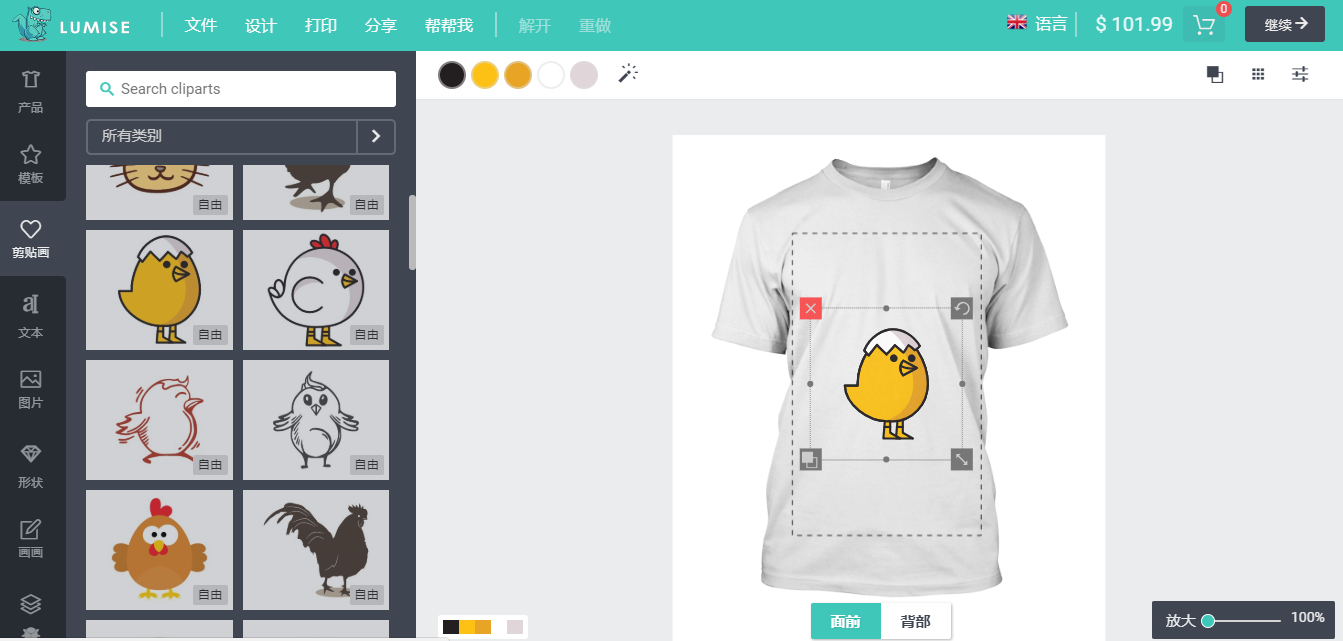 LUMISE 文件 设计 打印 分享 帮帮我 解开 重做 语言 $ 101.99 0 继续
产品
模板
剪贴画
文本
图片
形状
画画
Search cliparts
所有类别
自由 自由
自由 自由
自由 自由
自由 自由
面前 背部
放大 100%